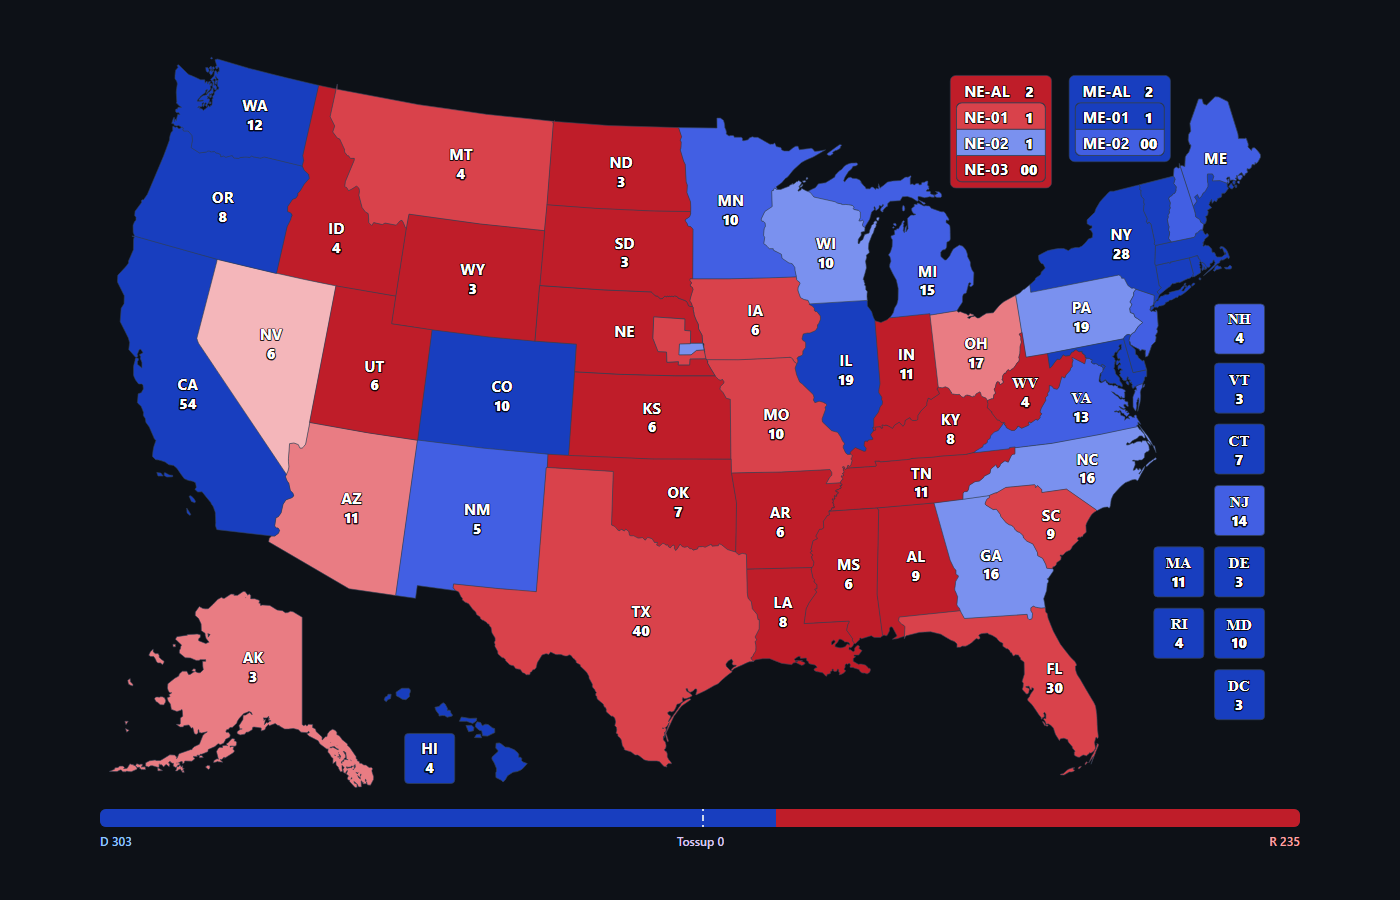 WA
12
OR
8
CA
54
NV
6
ID
4
MT
4
WY
3
UT
6
AZ
11
CO
10
NM
5
ND
3
SD
3
NE
KS
6
OK
7
TX
40
MN
10
IA
6
MO
10
AR
6
LA
8
WI
10
IL
19
MI
15
IN
11
OH
17
KY
8
TN
11
MS
6
AL
9
GA
16
FL
30
SC
9
NC
16
VA
13
WV
4
PA
19
NY
28
ME
AK
3
HI
4
NE-AL 2
NE-01 1
NE-02 1
NE-03 00
ME-AL 2
ME-01 1
ME-02 00
NH
4
VT
3
CT
7
NJ
14
MA
11
DE
3
RI
4
MD
10
DC
3
D 303
Tossup 0
R 235